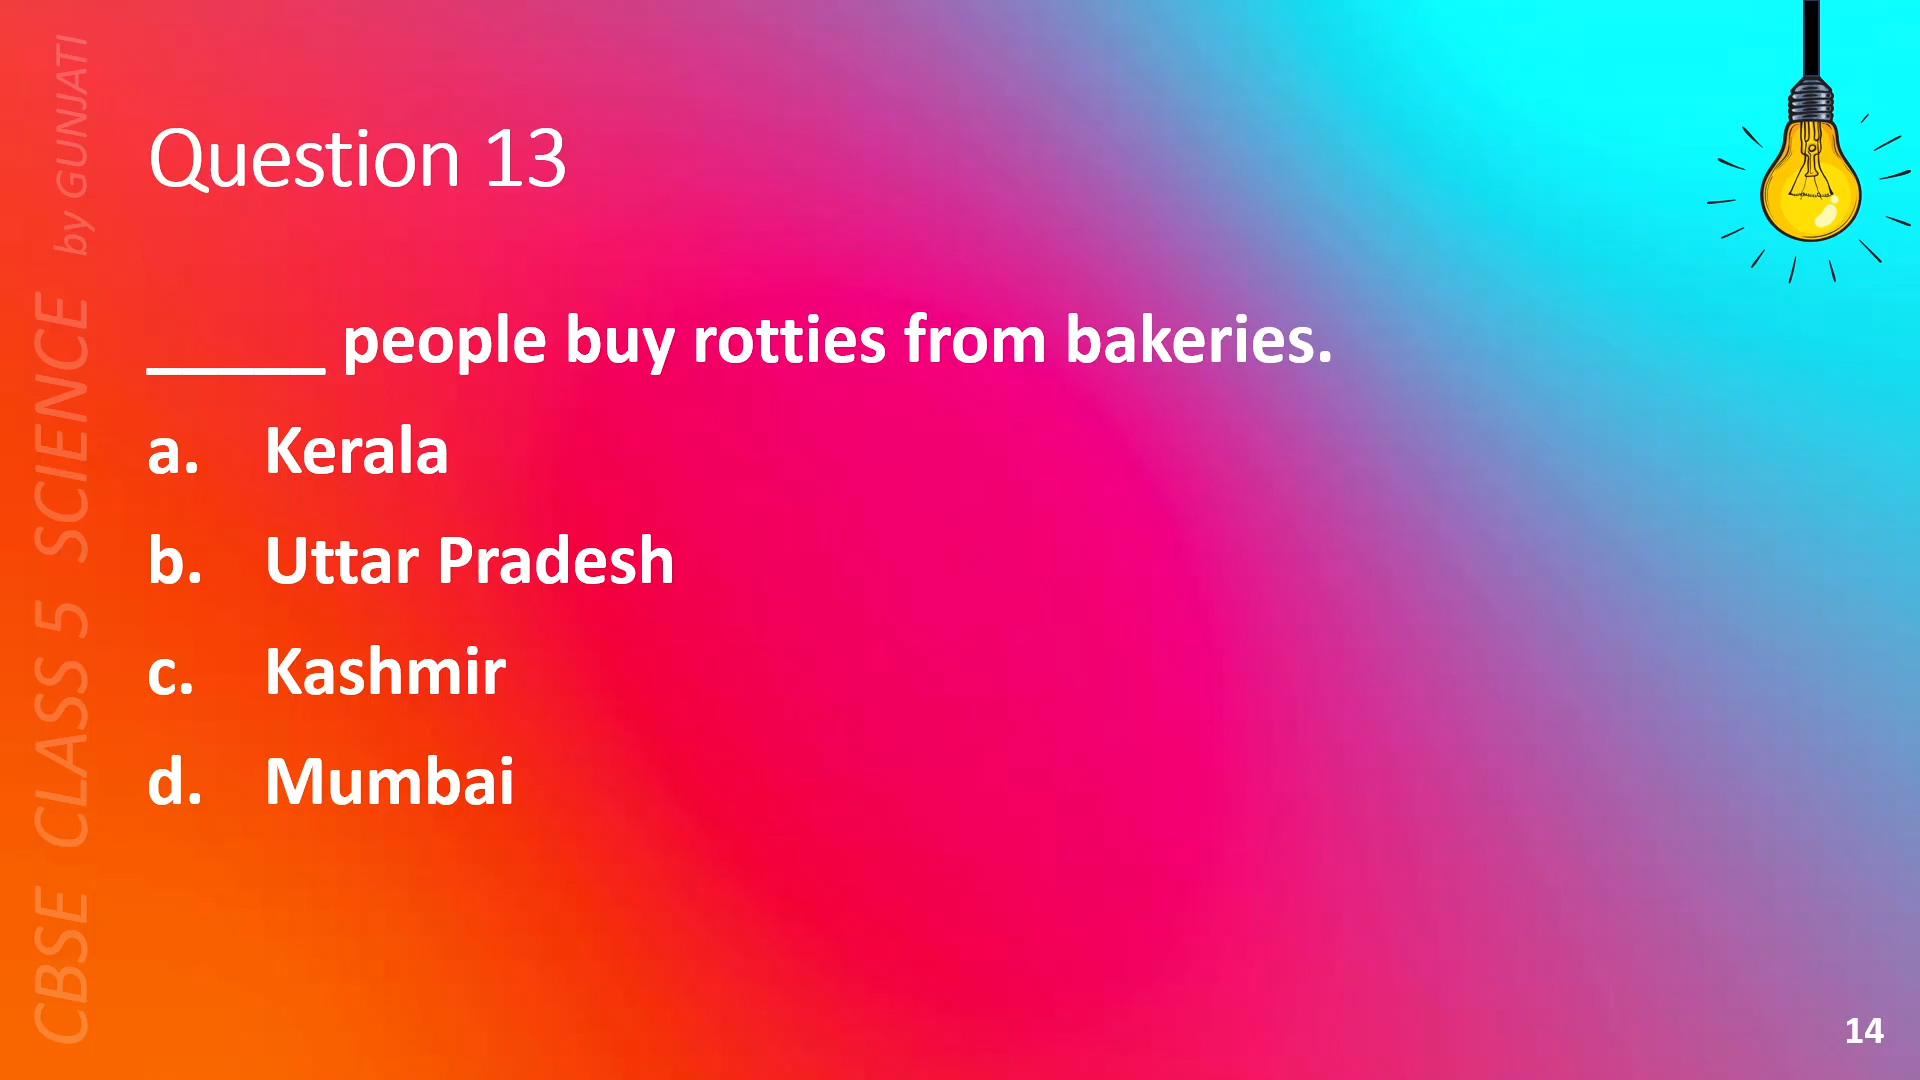 Question 13
_____ people buy rotties from bakeries.
a. Kerala
b. Uttar Pradesh
c. Kashmir
d. Mumbai
CBSE CLASS 5 SCIENCE by GUNJATI
14